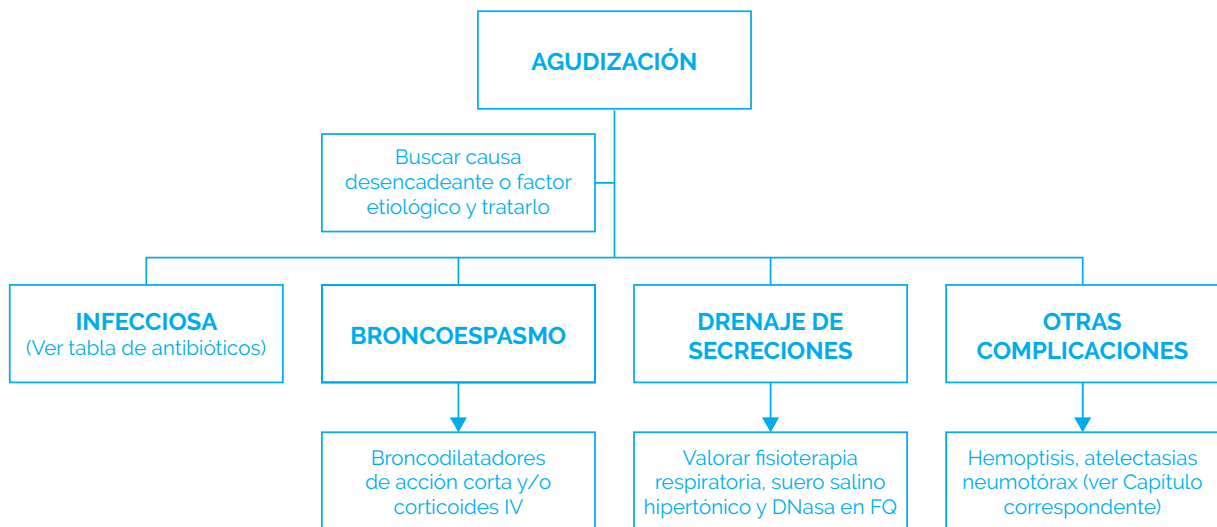 AGUDIZACIÓN
Buscar causa
desencadeante o factor
etiológico y tratarlo
INFECCIOSA
(Ver tabla de antibióticos)
BRONCOESPASMO
DRENAJE DE
SECRECIONES
OTRAS
COMPLICACIONES
Broncodilatadores
de acción corta y/o
corticoides IV
Valorar fisioterapia
respiratoria, suero salino
hipertónico y DNasa en FQ
Hemoptisis, atelectasias
neumotórax (ver Capítulo
correspondente)